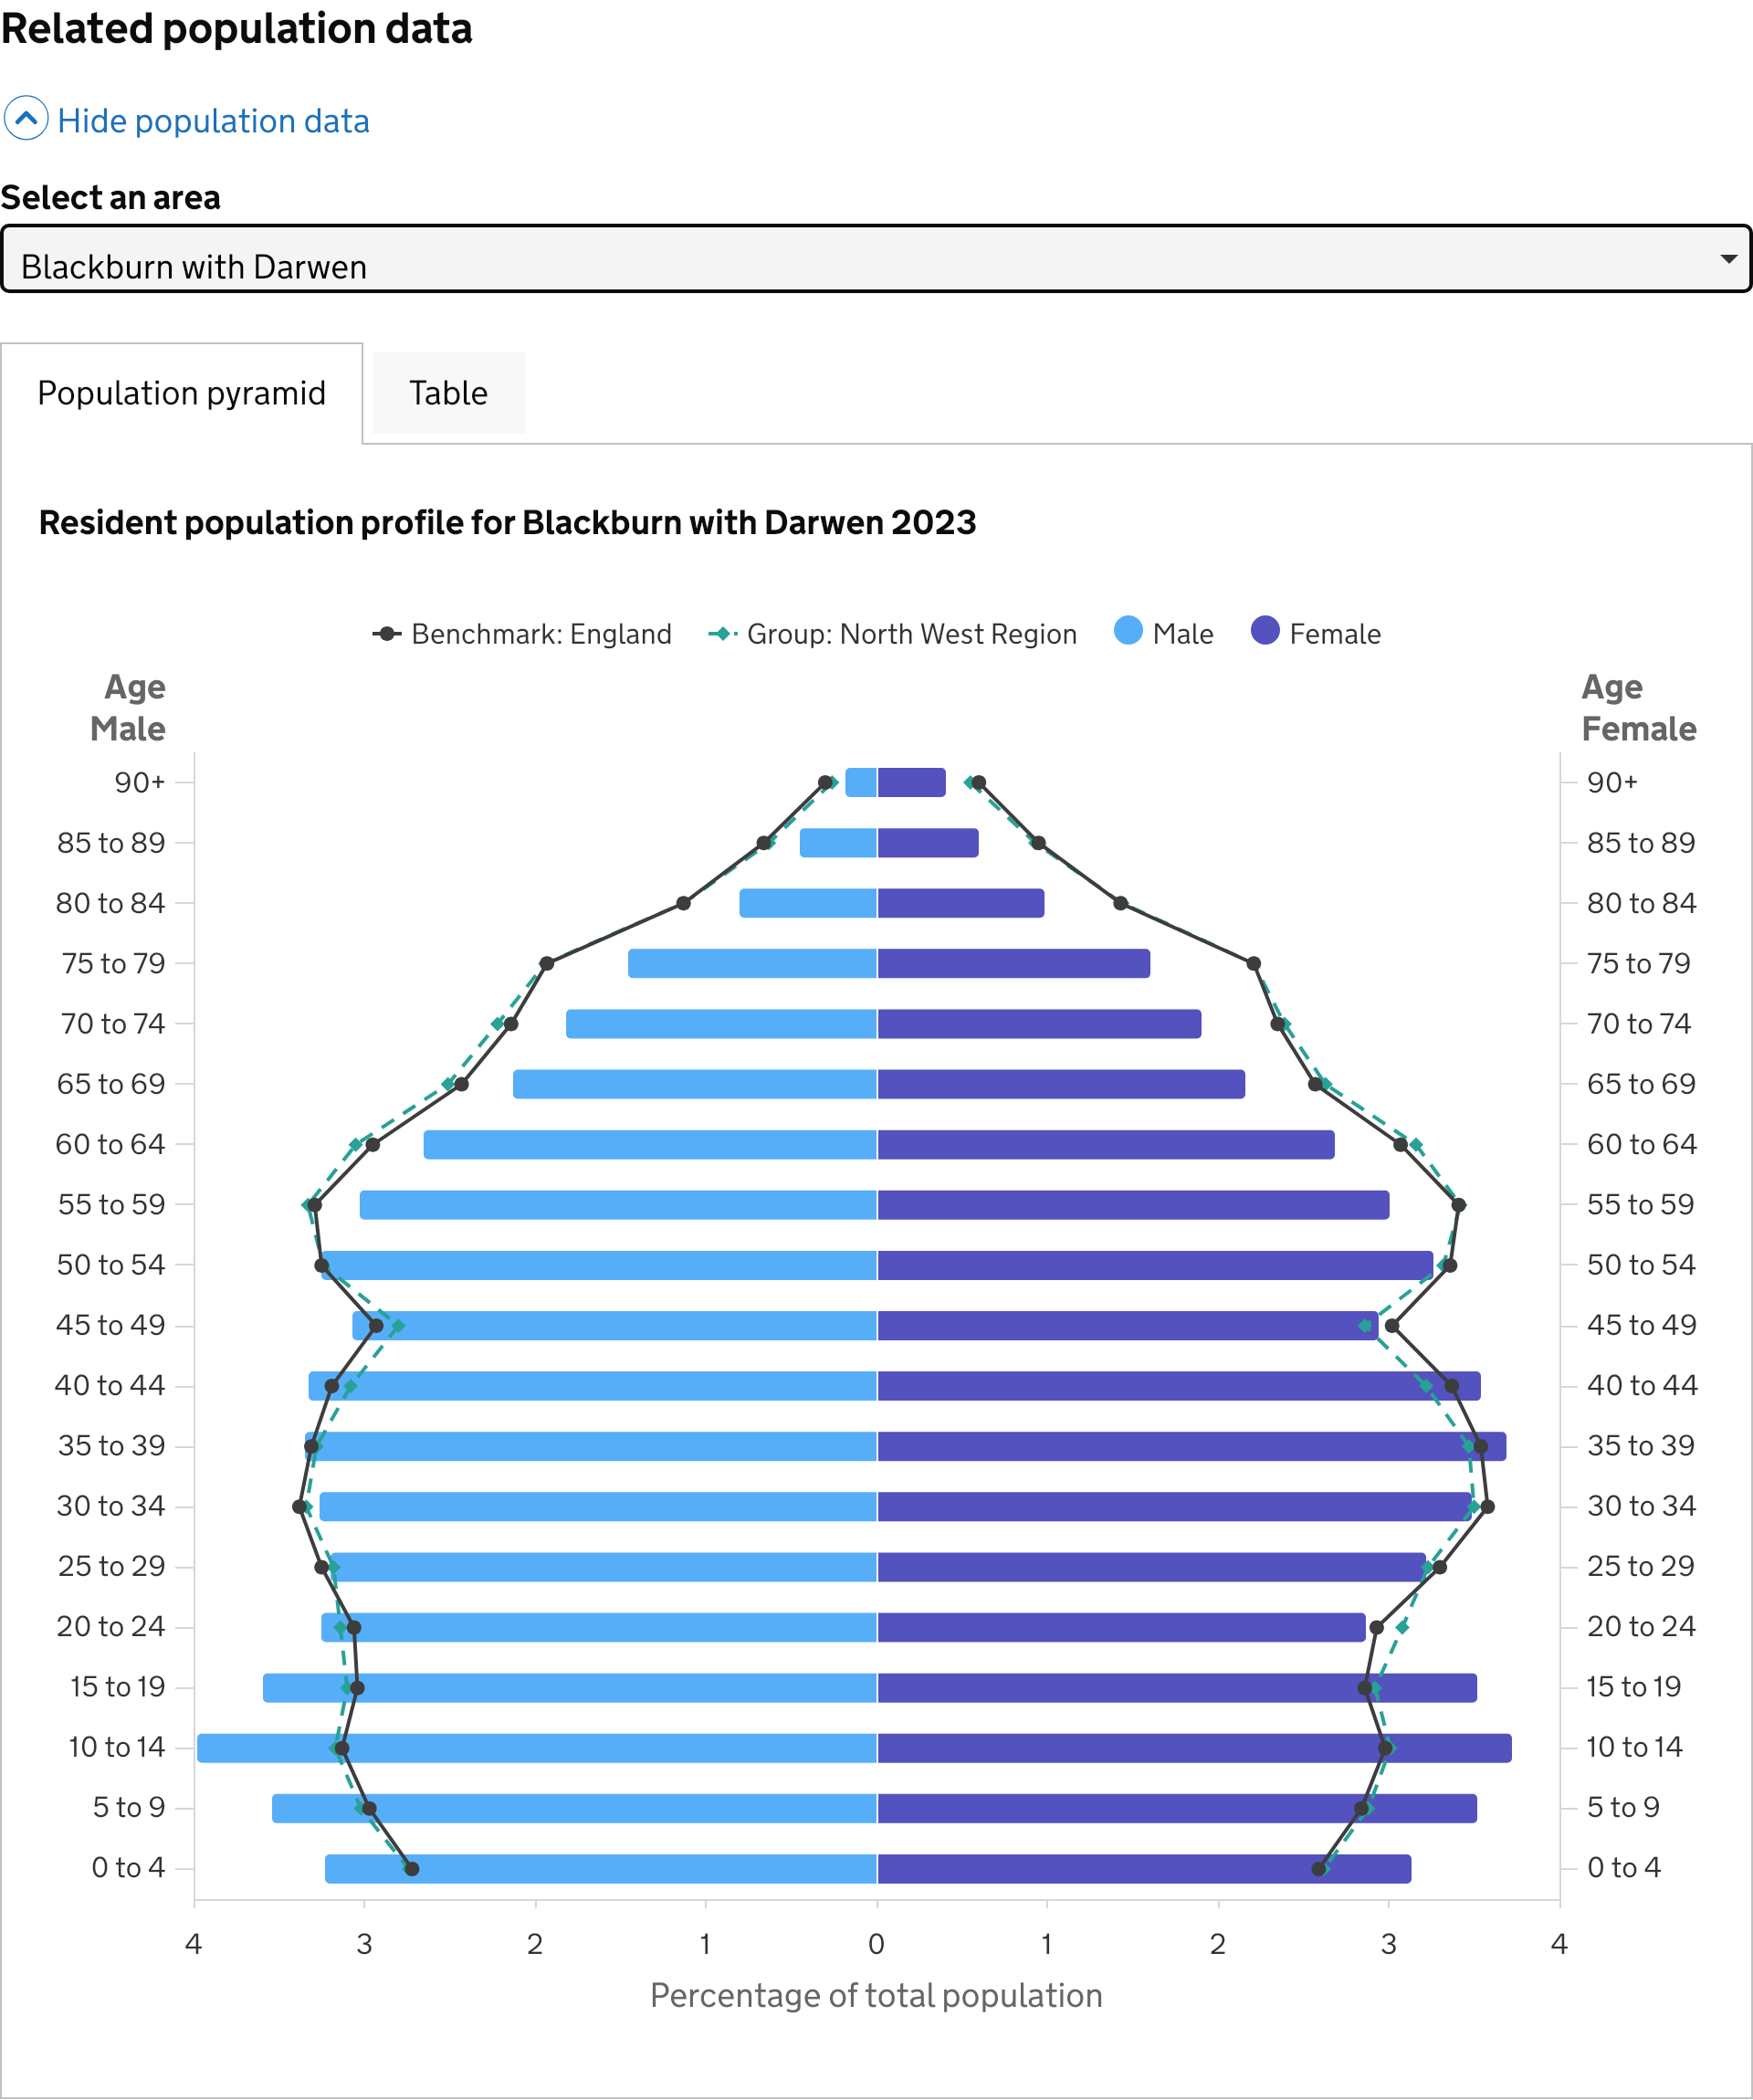 Related population data
Hide population data
Select an area
Blackburn with Darwen
Population pyramid Table
Resident population profile for Blackburn with Darwen 2023
Benchmark: England Group: North West Region Male Female
Age Age
Male Female
90+ 90+
85 to 89 85 to 89
80 to 84 80 to 84
75 to 79 75 to 79
70 to 74 70 to 74
65 to 69 65 to 69
60 to 64 60 to 64
55 to 59 55 to 59
50 to 54 50 to 54
45 to 49 45 to 49
40 to 44 40 to 44
35 to 39 35 to 39
30 to 34 30 to 34
25 to 29 25 to 29
20 to 24 20 to 24
15 to 19 15 to 19
10 to 14 10 to 14
5 to 9 5 to 9
0 to 4 0 to 4
4 3 2 1 0 1 2 3 4
Percentage of total population